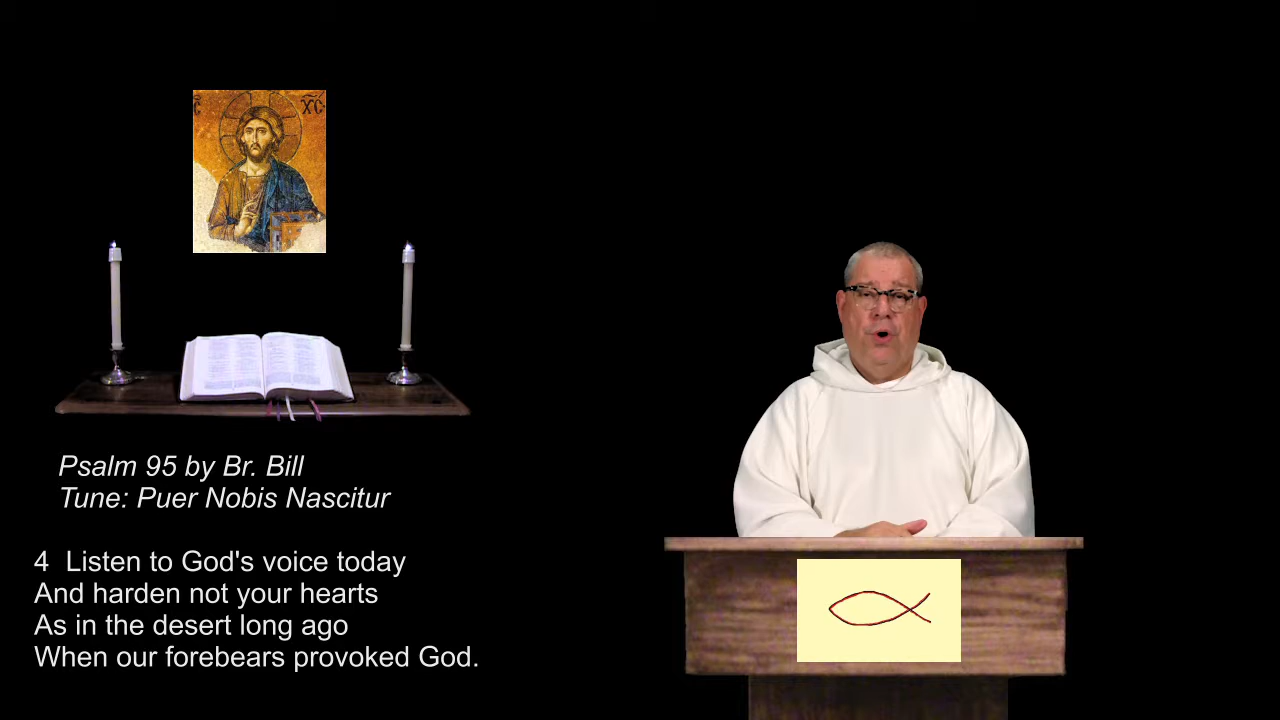 XC
Psalm 95 by Br. Bill
Tune: Puer Nobis Nascitur
4 Listen to God's voice today
And harden not your hearts
As in the desert long ago
When our forebears provoked God.